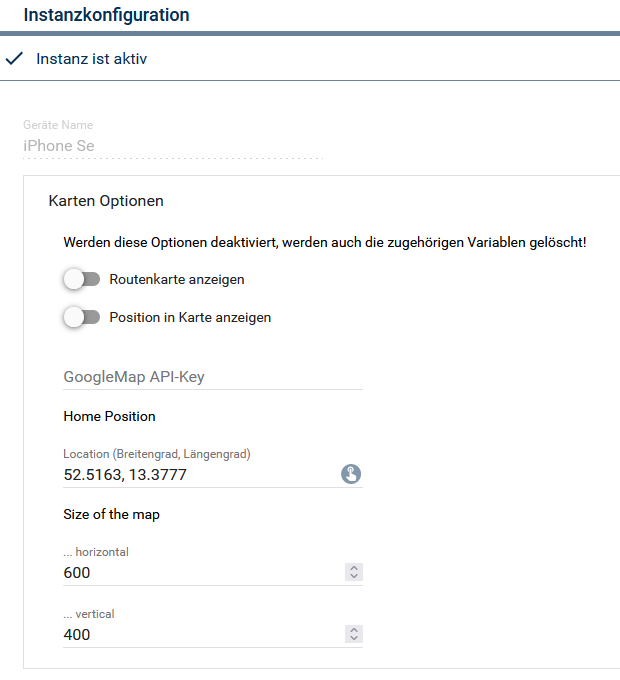 Instanzkonfiguration
Instanz ist aktiv
Geräte Name
iPhone Se
Karten Optionen
Werden diese Optionen deaktiviert, werden auch die zugehörigen Variablen gelöscht!
Routenkarte anzeigen
Position in Karte anzeigen
GoogleMap API-Key
Home Position
Location (Breitengrad, Längengrad)
52.5163, 13.3777
Size of the map
... horizontal
600
... vertical
400